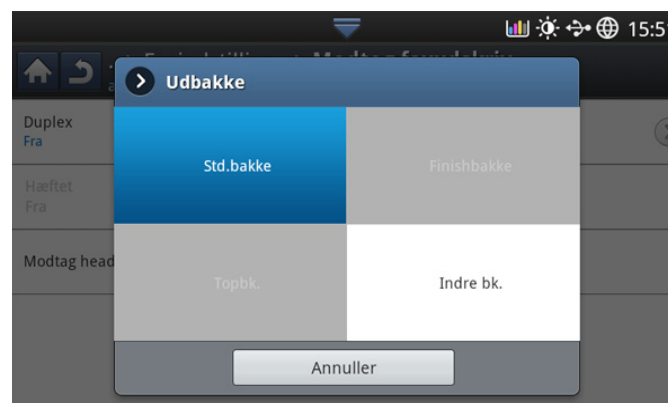 15:5
Udbakke
Duplex
Fra
Std.bakke
Finishbakke
Hæftet
Fra
Modtag head
Topbk.
Indre bk.
Annuller